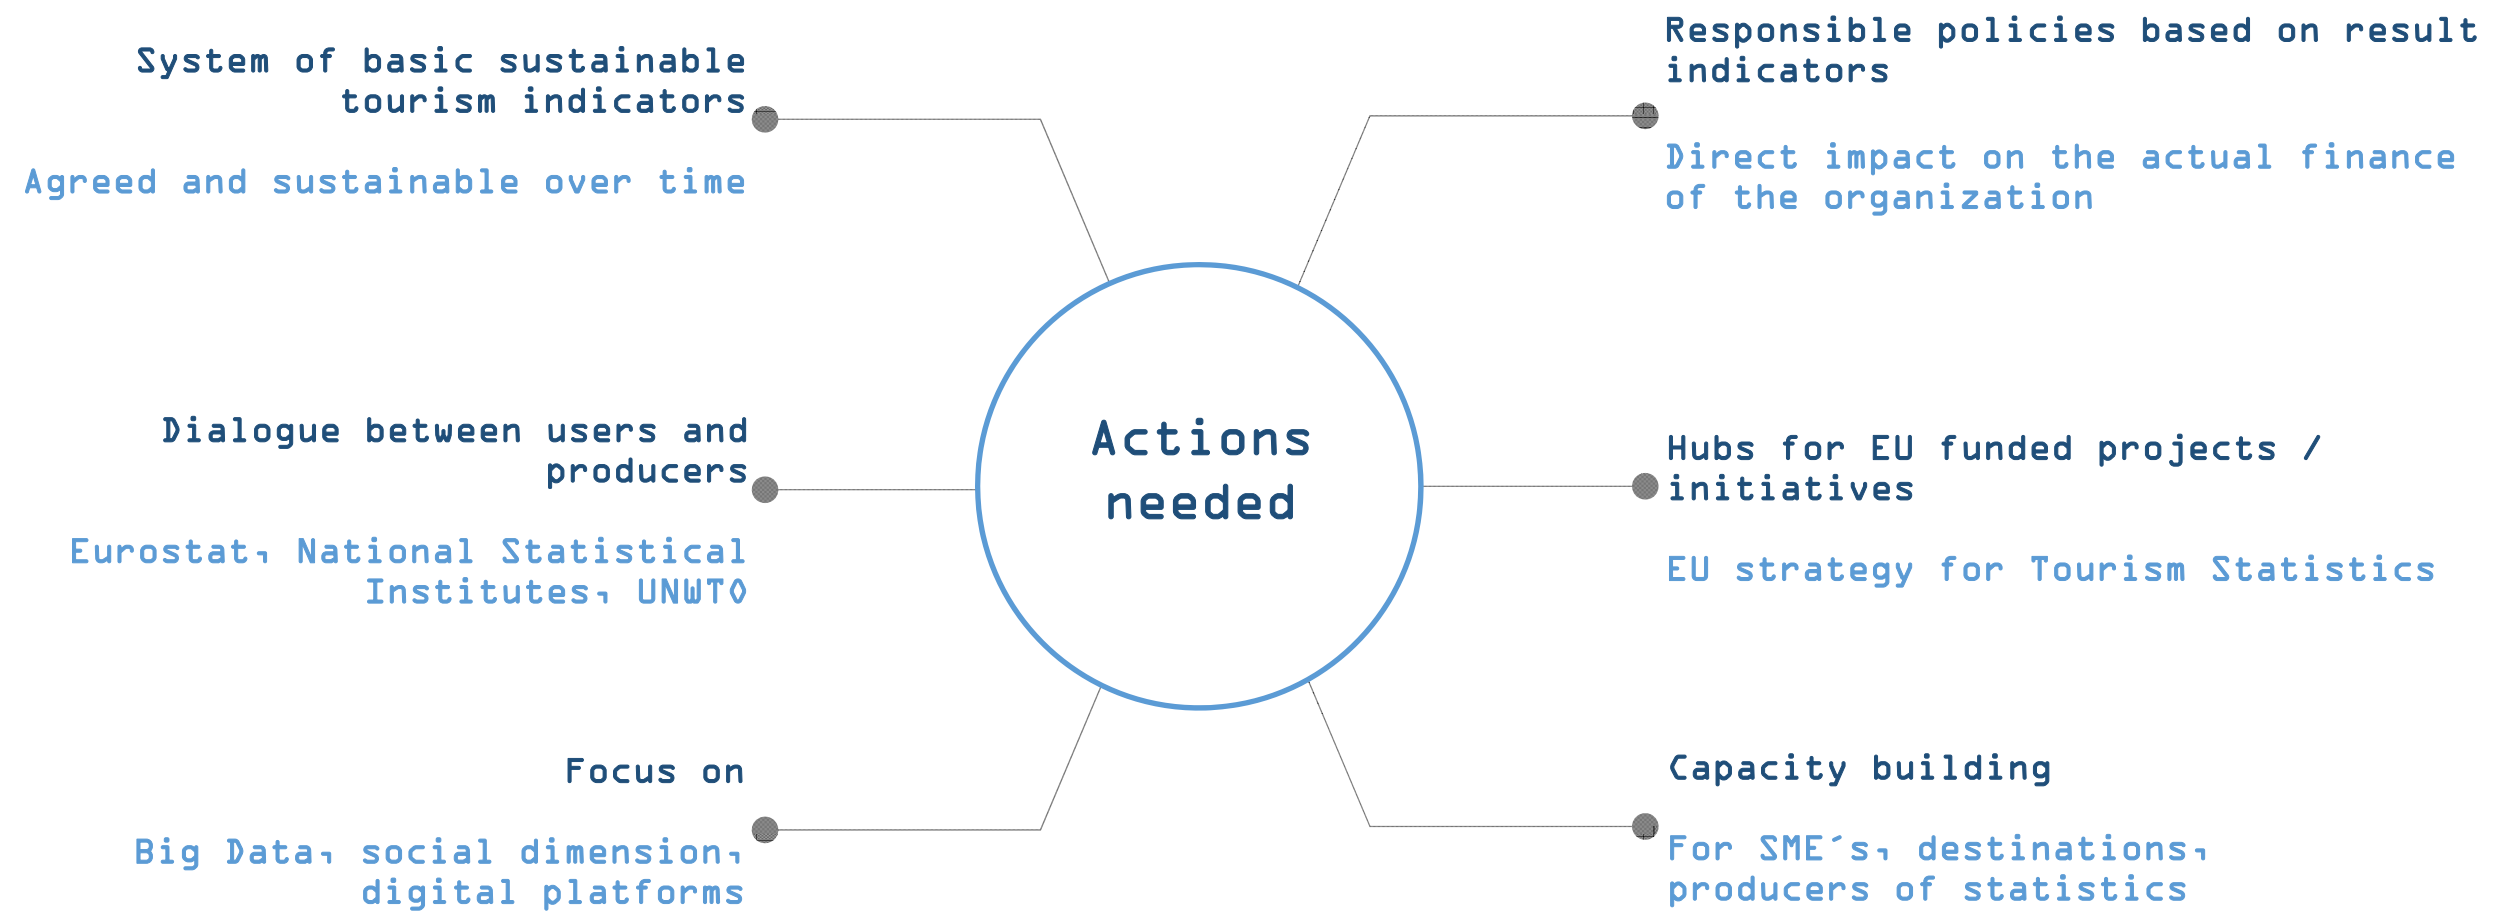 System of basic sustainable
tourism indicators
Agreed and sustainable over time
Responsible policies based on result
indicators
Direct impact on the actual finance
of the organization
Dialogue between users and
producers
Eurostat, National Statistical
Institutes, UNWTO
Actions
needed
Hubs for EU funded projects /
initiatives
EU strategy for Tourism Statistics
Focus on
Big Data, social dimension,
digital platforms
Capacity building
For SME´s, destinations,
producers of statistics